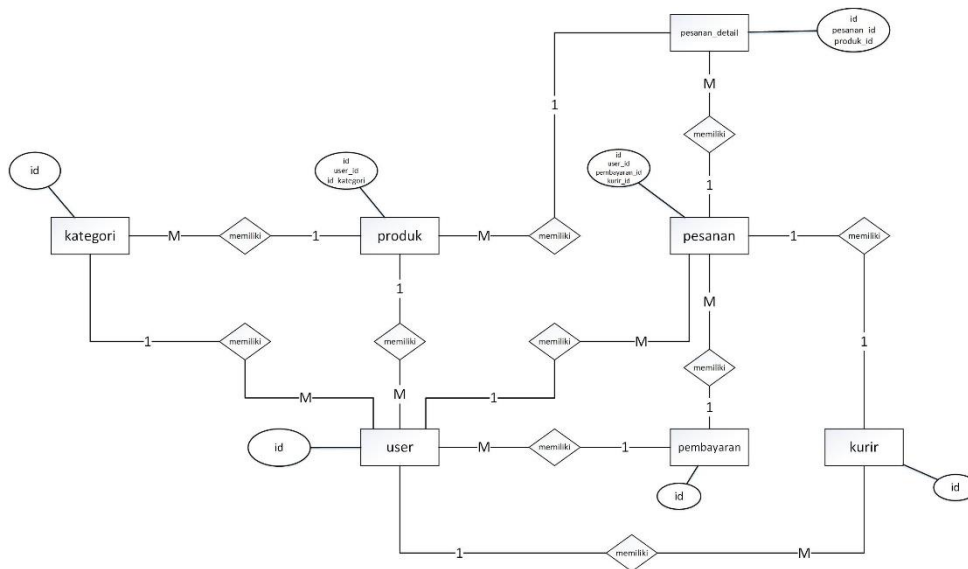 pesanan_detail
id
pesanan_id
produk_id
1
M
memiliki
id
id
user_id
id_kategori
id
user_id
pembayaran_id
kurir_id
1
kategori
M
memiliki
1
produk
M
memiliki
pesanan
1
memiliki
1
M
1
memiliki
memiliki
memiliki
M
1
memiliki
1
M
M
1
1
id
user
M
memiliki
1
pembayaran
kurir
id
id
1
memiliki
M